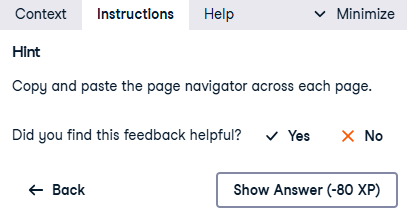 Context Instructions Help Minimize
Hint
Copy and paste the page navigator across each page.
Did you find this feedback helpful? Yes No
Back Show Answer (-80 XP)